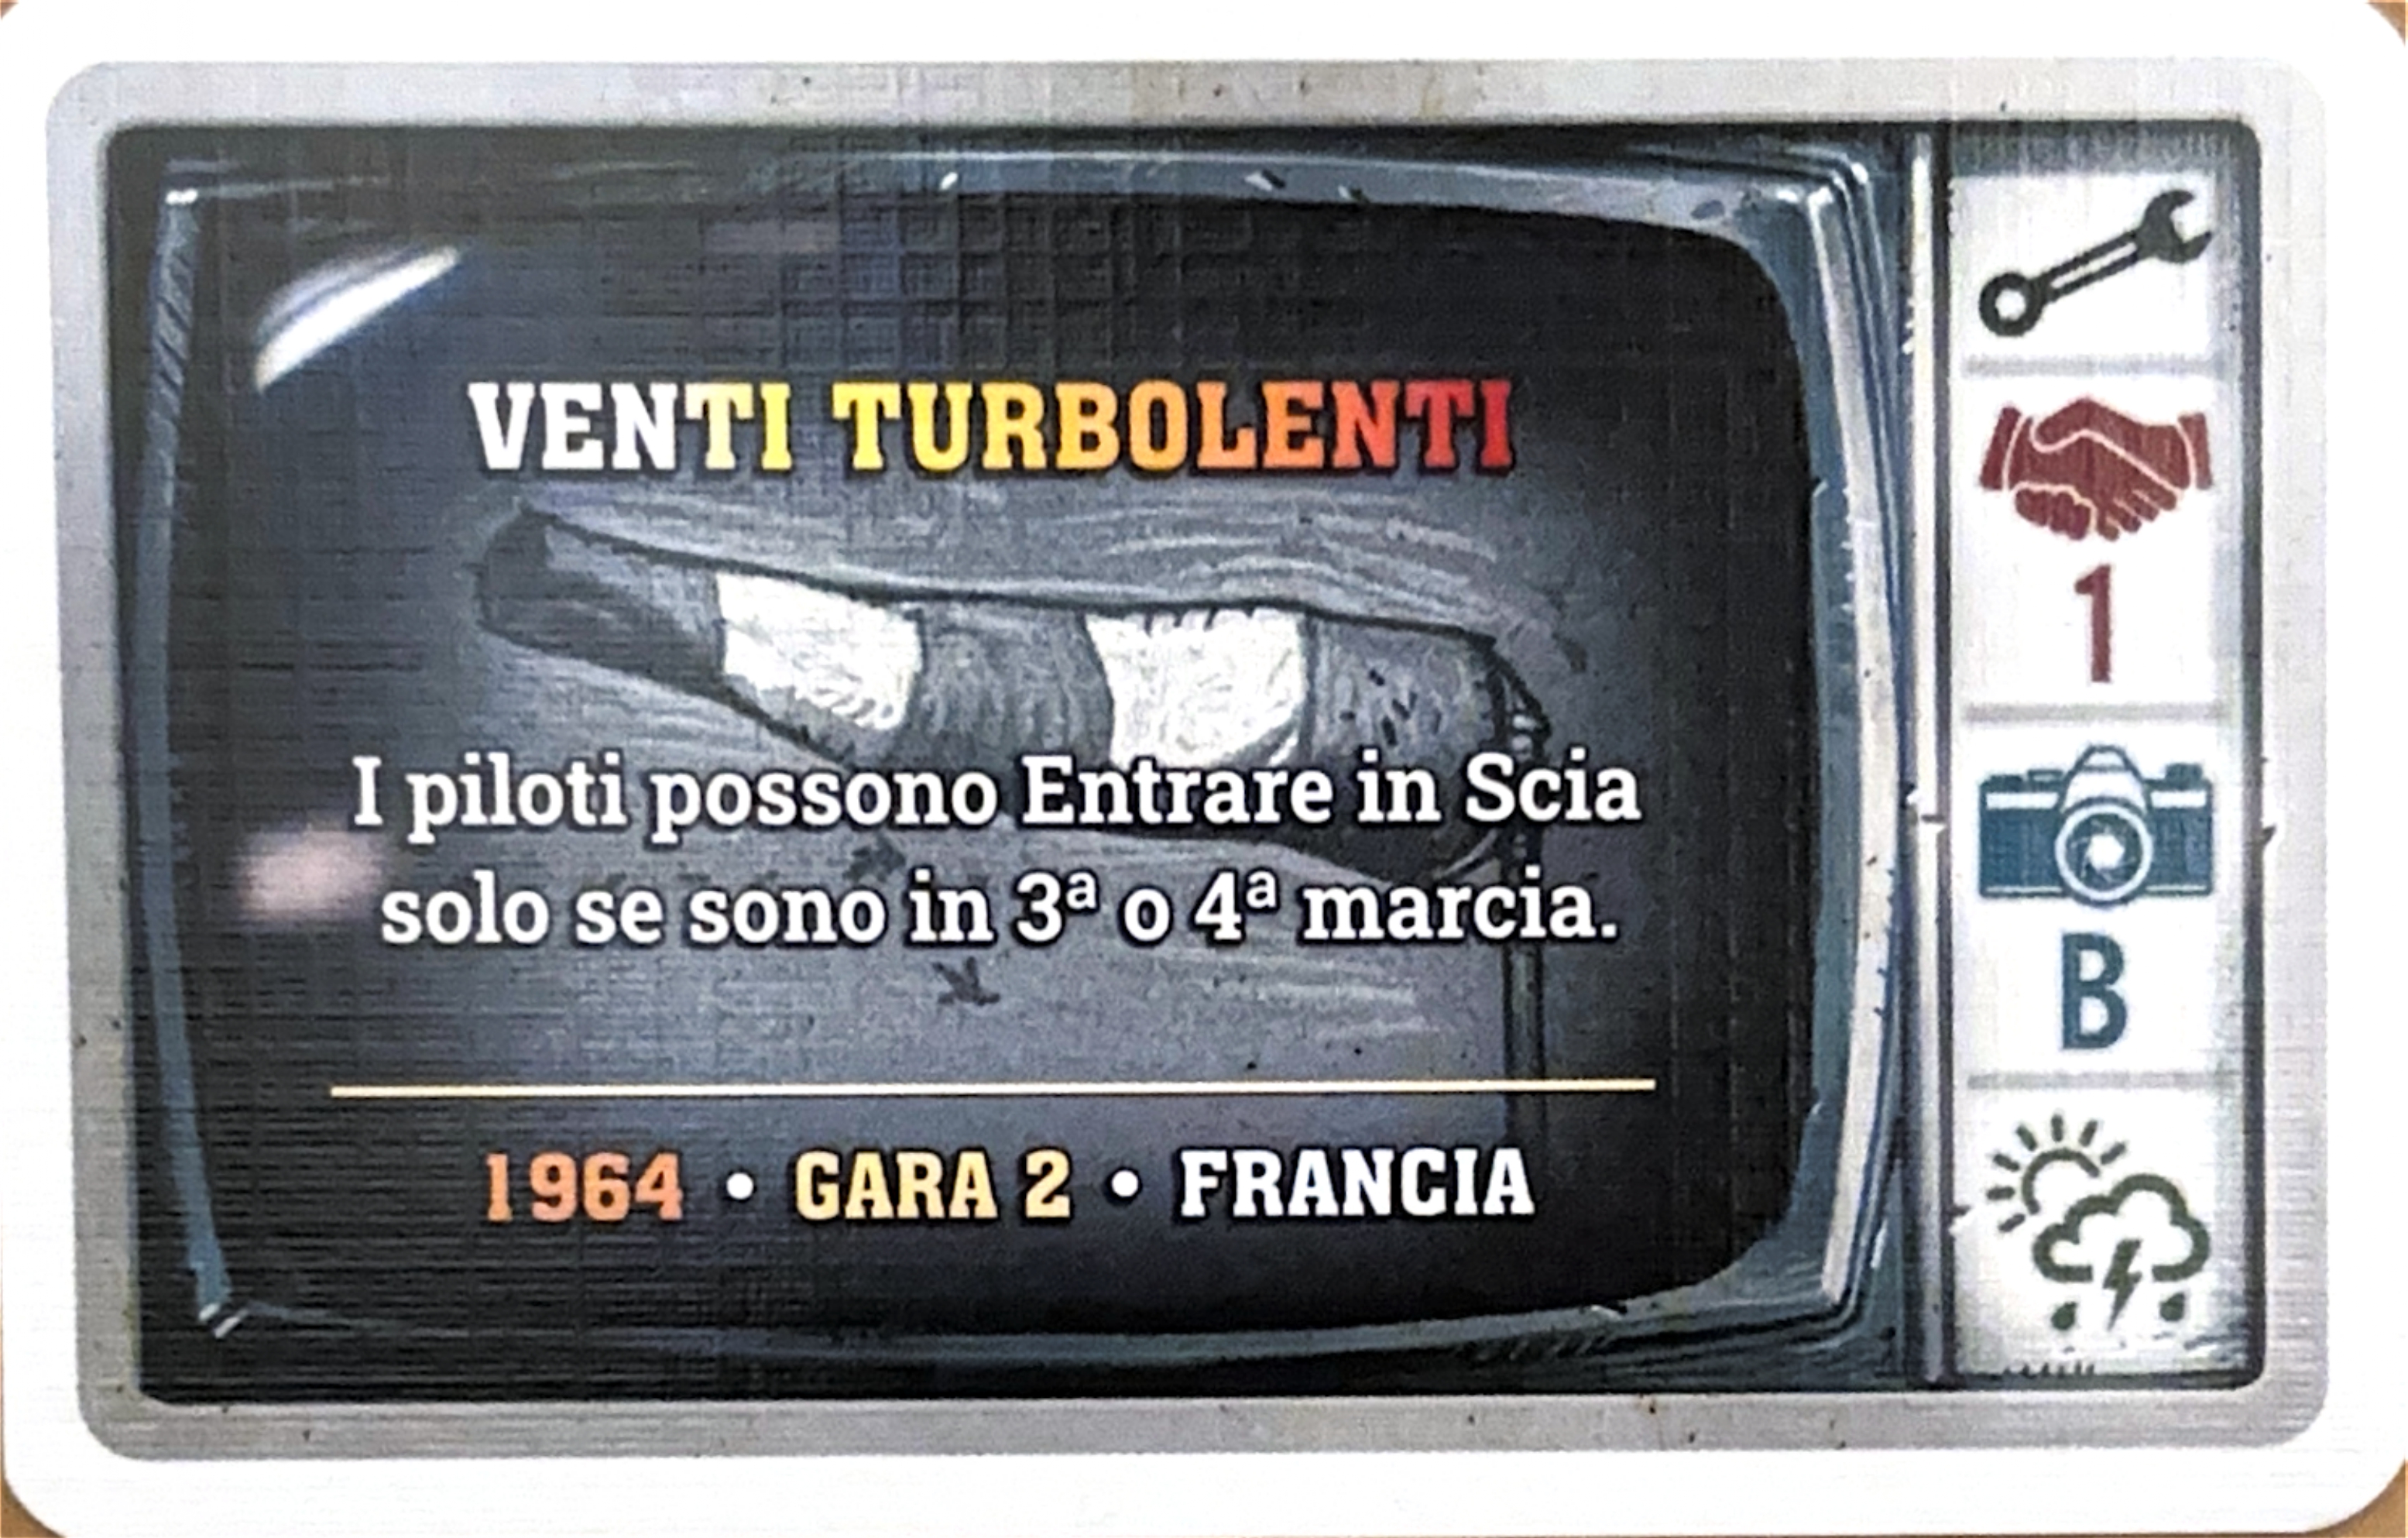 VENTI TURBOLENTI
I piloti possono Entrare in Scia
solo se sono in 3ª o 4ª marcia.
1964 • GARA 2 • FRANCIA
1
B